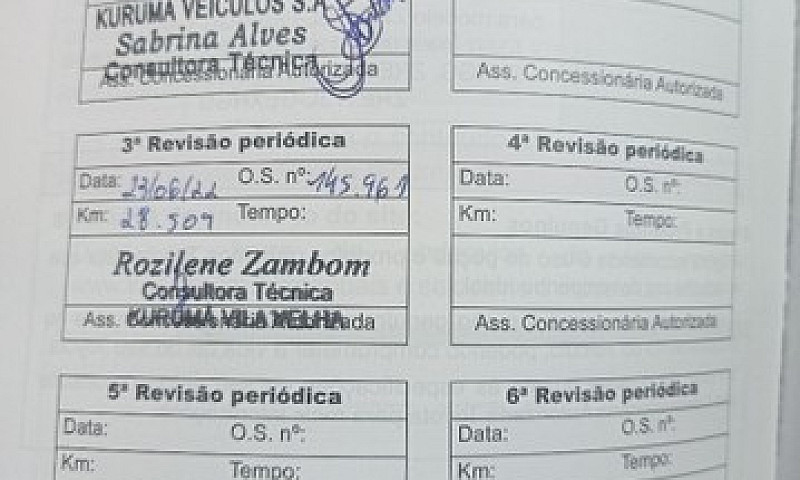 KURUMÁ VEÍCULOS S.A
Sabrina Alves
Consultora Técnica
Ass. Concessionária Autorizada
Ass. Concessionária Autorizada
3ª Revisão periódica
Data: 23/06/22 O.S. nº: 145.961
Km: 28.509 Tempo:
Rozilene Zambom
Consultora Técnica
KURUMÁ VILA VELHA
Ass. Concessionária Autorizada
4ª Revisão periódica
Data: O.S. nº:
Km: Tempo:
Ass. Concessionária Autorizada
5ª Revisão periódica
Data: O.S. nº:
Km: Tempo:
6ª Revisão periódica
Data: O.S. nº:
Km: Tempo: